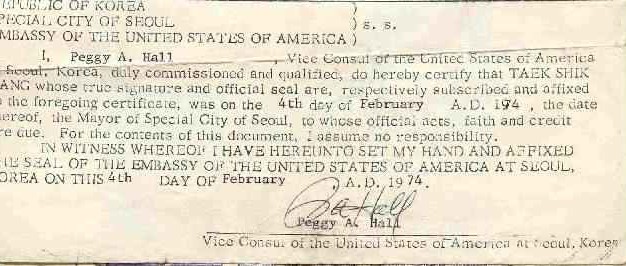 EPUBLIC OF KOREA )
PECIAL CITY OF SEOUL ) s. s.
MBASSY OF THE UNITED STATES OF AMERICA )
I, Peggy A. Hall, Vice Consul of the United States of America
Seoul, Korea, duly commissioned and qualified, do hereby certify that TAEK SHIK
ANG whose true signature and official seal are, respectively subscribed and affixed
o the foregoing certificate, was on the 4th day of February A.D. 1974, the date
ereof, the Mayor of Special City of Seoul, to whose official acts, faith and credit
re due. For the contents of this document, I assume no responsibility.
IN WITNESS WHEREOF I HAVE HEREUNTO SET MY HAND AND AFFIXED
HE SEAL OF THE EMBASSY OF THE UNITED STATES OF AMERICA AT SEOUL,
OREA ON THIS 4th DAY OF February A.D. 1974.
Peggy A. Hall
Vice Consul of the United States of America at Seoul, Korea